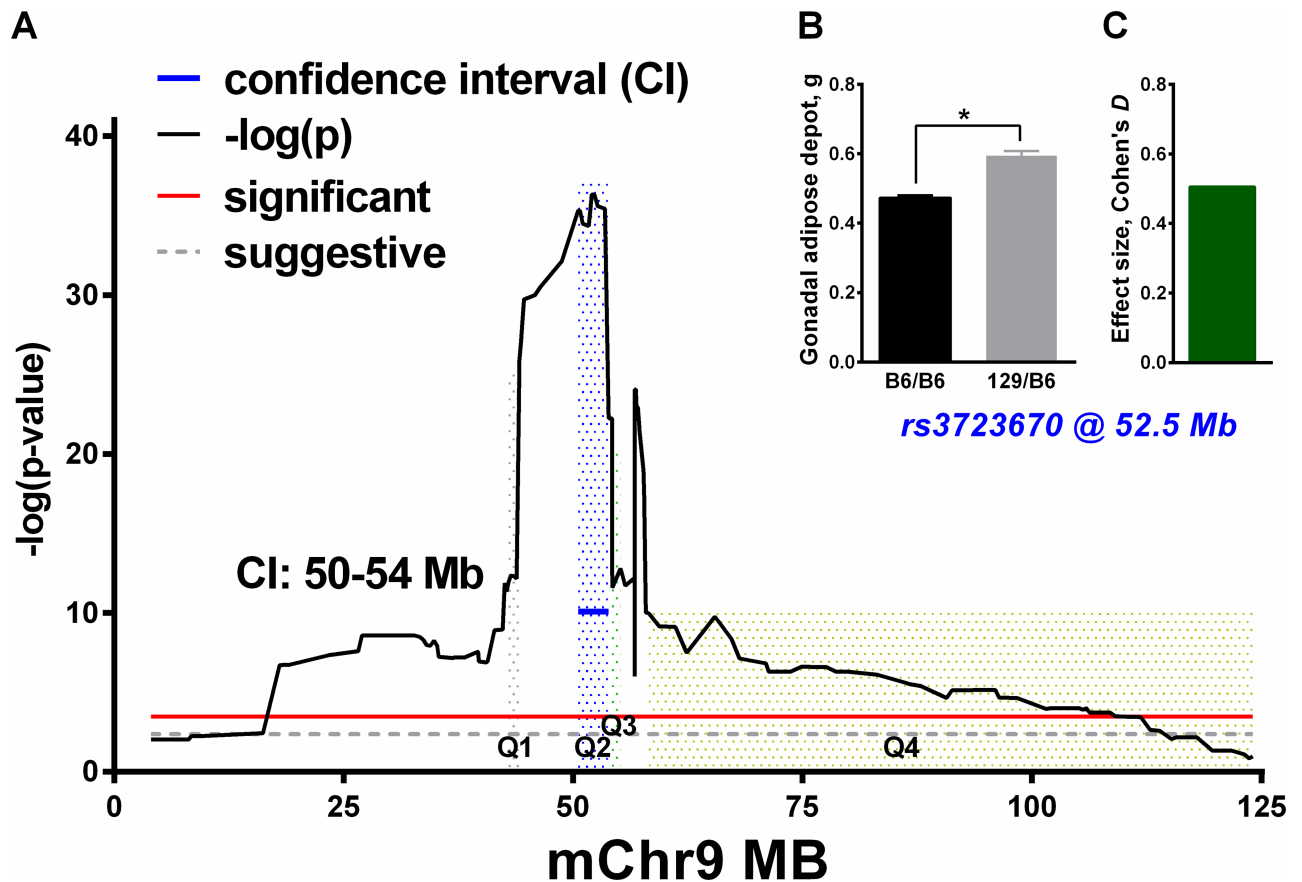 A
confidence interval (CI)
-log(p)
significant
suggestive
40
30
20
10
0
-log(p-value)
CI: 50-54 Mb
Q1
Q2
Q3
Q4
0
25
50
75
100
125
mChr9 MB
B
Gonadal adipose depot, g
0.8
0.6
0.4
0.2
0.0
*
B6/B6
129/B6
C
Effect size, Cohen's D
0.8
0.6
0.4
0.2
0.0
rs3723670 @ 52.5 Mb